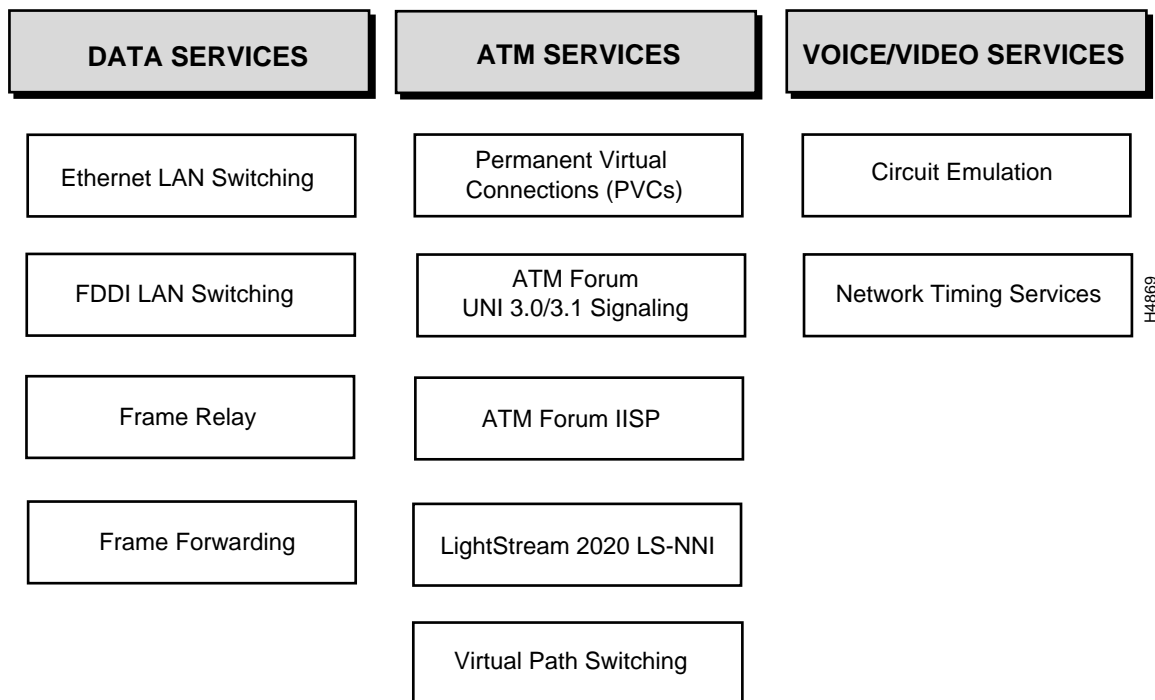 DATA SERVICES
Ethernet LAN Switching
FDDI LAN Switching
Frame Relay
Frame Forwarding
ATM SERVICES
Permanent Virtual
Connections (PVCs)
ATM Forum
UNI 3.0/3.1 Signaling
ATM Forum IISP
LightStream 2020 LS-NNI
Virtual Path Switching
VOICE/VIDEO SERVICES
Circuit Emulation
Network Timing Services
H4869